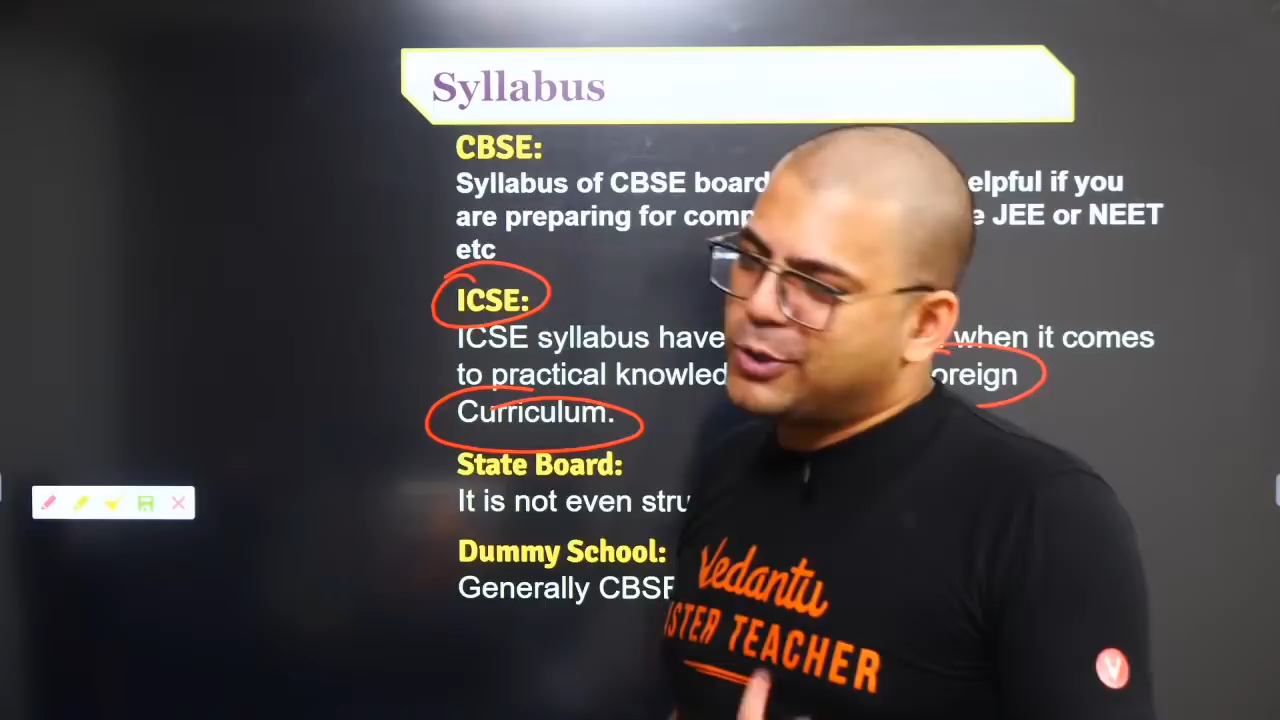 Syllabus
CBSE:
Syllabus of CBSE board elpful if you
are preparing for comp JEE or NEET
etc
ICSE:
ICSE syllabus have when it comes
to practical knowled oreign
Curriculum.
State Board:
It is not even stru
Dummy School:
Generally CBSE
Vedantu
STER TEACHER
V